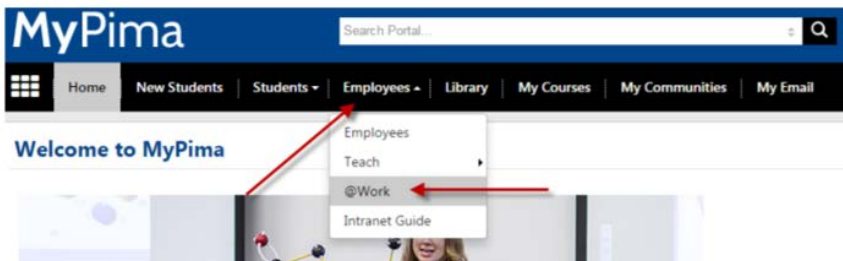 MyPima
Search Portal...
Home New Students Students Employees Library My Courses My Communities My Email
Employees
Welcome to MyPima
Teach
@Work
Intranet Guide